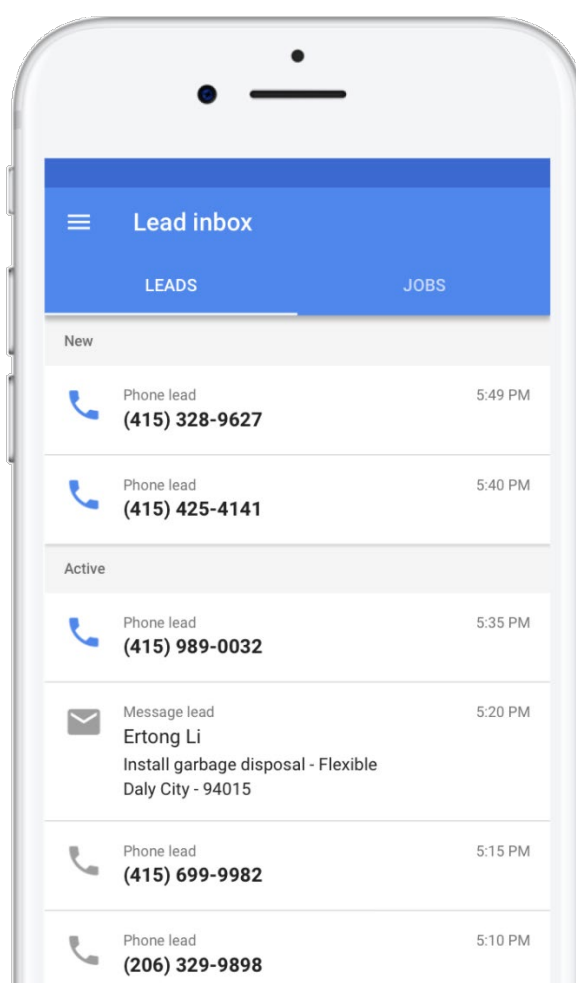 Lead inbox
LEADS JOBS
New
Phone lead 5:49 PM
(415) 328-9627
Phone lead 5:40 PM
(415) 425-4141
Active
Phone lead 5:35 PM
(415) 989-0032
Message lead 5:20 PM
Ertong Li
Install garbage disposal - Flexible
Daly City - 94015
Phone lead 5:15 PM
(415) 699-9982
Phone lead 5:10 PM
(206) 329-9898